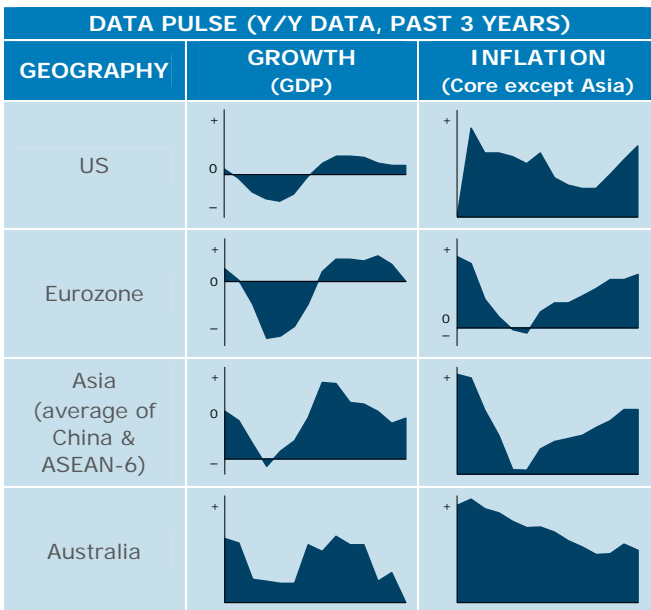 DATA PULSE (Y/Y DATA, PAST 3 YEARS)
GEOGRAPHY
GROWTH
(GDP)
INFLATION
(Core except Asia)
US
+
0
–
+
Eurozone
+
0
–
+
0
–
Asia
(average of
China &
ASEAN-6)
+
0
–
+
Australia
+
+